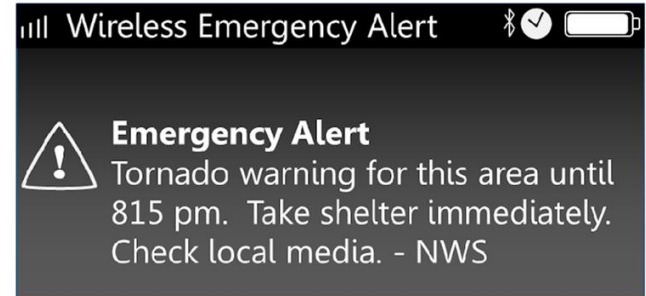 Wireless Emergency Alert
Emergency Alert
Tornado warning for this area until
815 pm.  Take shelter immediately.
Check local media. - NWS